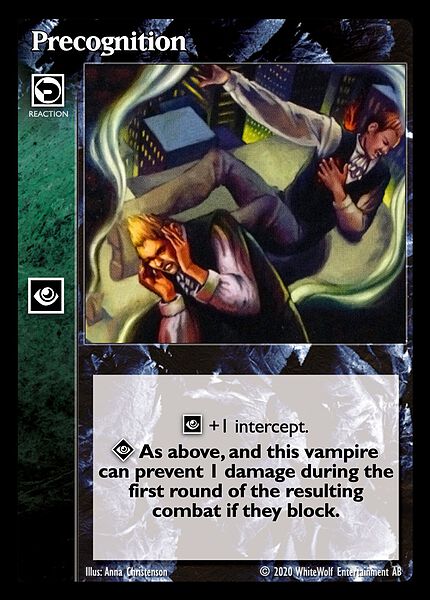 Precognition
REACTION
+1 intercept.
As above, and this vampire
can prevent 1 damage during the
first round of the resulting
combat if they block.
Illus: Anna Christenson
© 2020 WhiteWolf Entertainment AB